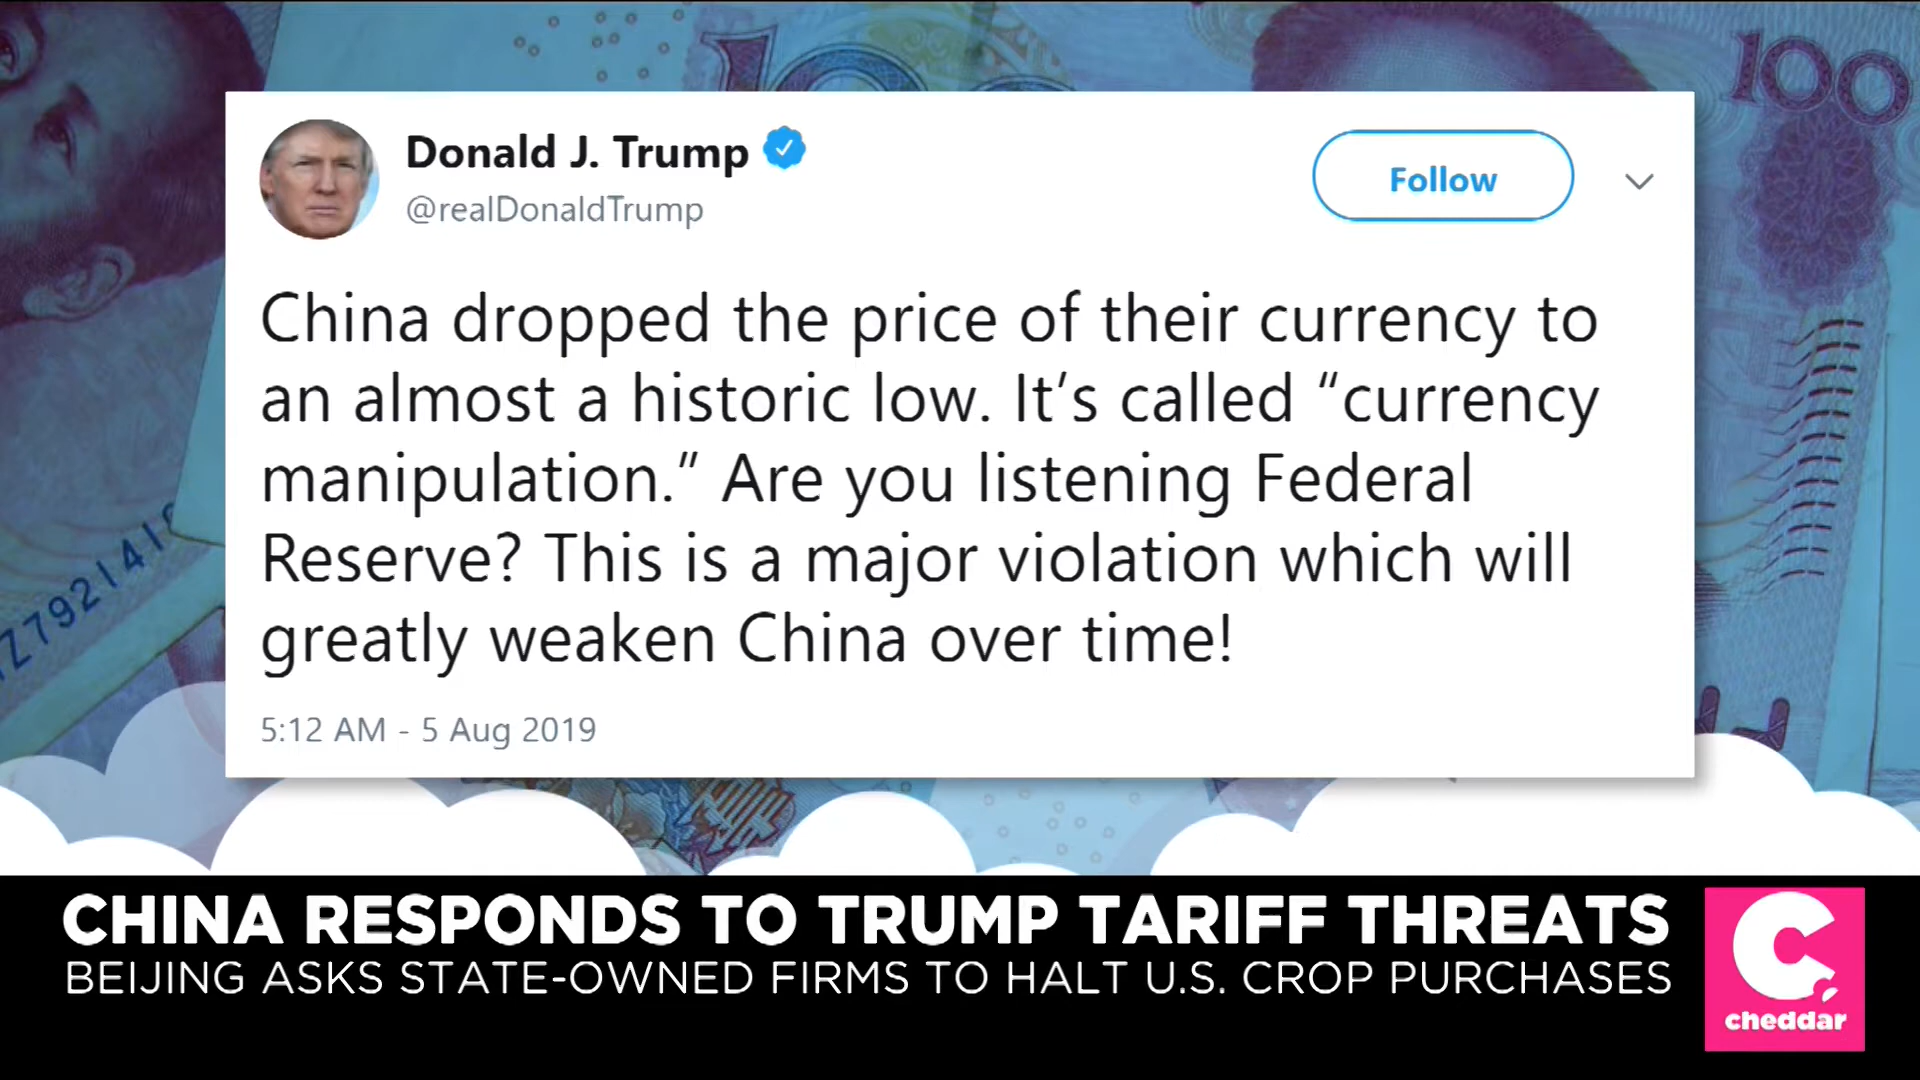 100
100
Donald J. Trump
@realDonaldTrump
Follow
China dropped the price of their currency to
an almost a historic low. It’s called “currency
manipulation.” Are you listening Federal
Reserve? This is a major violation which will
greatly weaken China over time!
5:12 AM - 5 Aug 2019
CHINA RESPONDS TO TRUMP TARIFF THREATS
BEIJING ASKS STATE-OWNED FIRMS TO HALT U.S. CROP PURCHASES
cheddar